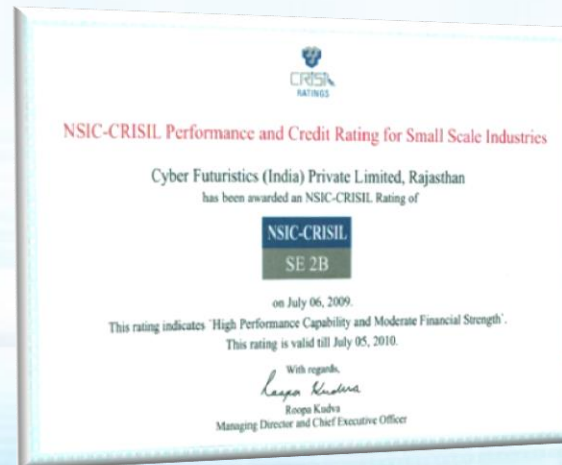 CRISIL
RATINGS
NSIC-CRISIL Performance and Credit Rating for Small Scale Industries
Cyber Futuristics (India) Private Limited, Rajasthan
has been awarded an NSIC-CRISIL Rating of
NSIC-CRISIL
SE 2B
on July 06, 2009.
This rating indicates 'High Performance Capability and Moderate Financial Strength'.
This rating is valid till July 05, 2010.
With regards,
Roopa Kudva
Roopa Kudva
Managing Director and Chief Executive Officer